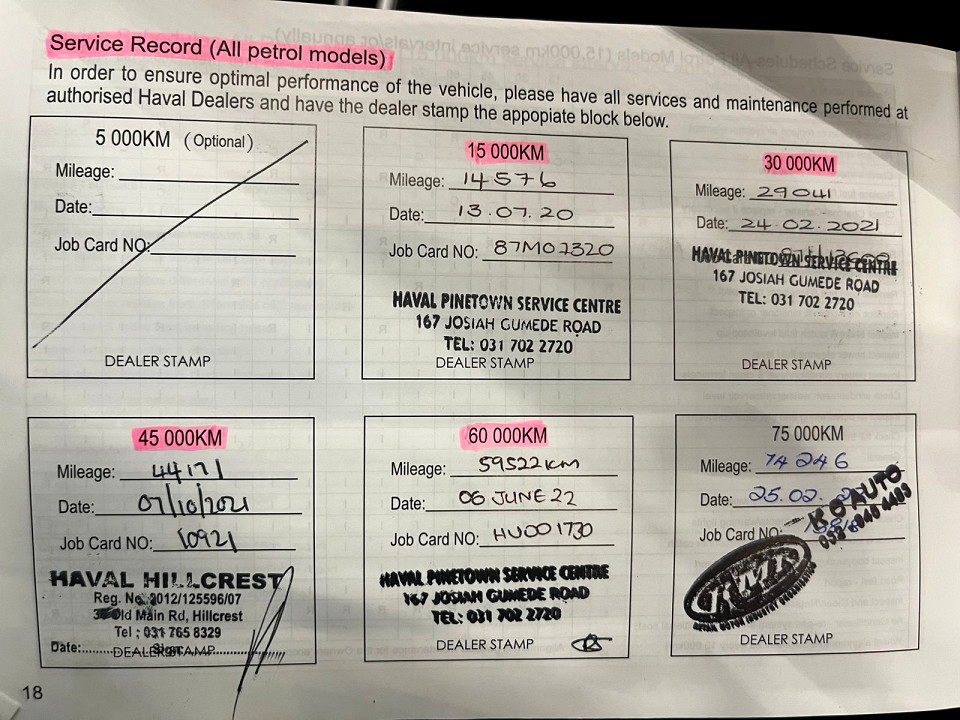 Service Record (All petrol models)
In order to ensure optimal performance of the vehicle, please have all services and maintenance performed at
authorised Haval Dealers and have the dealer stamp the appopiate block below.
5 000KM (Optional)
Mileage:
Date:
Job Card NO:
DEALER STAMP
15 000KM
Mileage: 14576
Date: 13.07.20
Job Card NO: 87M02320
HAVAL PINETOWN SERVICE CENTRE
167 JOSIAH GUMEDE ROAD
TEL: 031 702 2720
DEALER STAMP
30 000KM
Mileage: 29041
Date: 24.02.2021
HAVAL PINETOWN SERVICE CENTRE
167 JOSIAH GUMEDE ROAD
TEL: 031 702 2720
DEALER STAMP
45 000KM
Mileage: 44171
Date: 07/10/2021
Job Card NO: 10921
HAVAL HILLCREST
Reg. No. 2012/125596/07
Old Main Rd, Hillcrest
Tel : 031 765 8329
Date:
DEALER STAMP
60 000KM
Mileage: 59522KM
Date: 06 JUNE 22
Job Card NO: HU001730
HAVAL PINETOWN SERVICE CENTRE
167 JOSIAH GUMEDE ROAD
TEL: 031 702 2720
DEALER STAMP
75 000KM
Mileage: 74246
Date: 25.02.
Job Card NO:
K O AUTO
RMI
DEALER STAMP
18